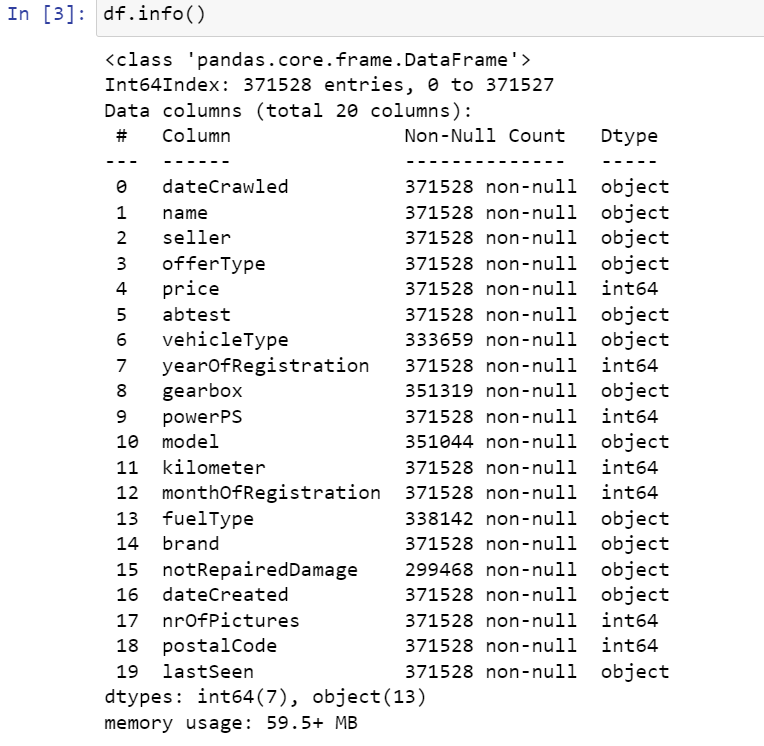 In [3]: df.info()
<class 'pandas.core.frame.DataFrame'>
Int64Index: 371528 entries, 0 to 371527
Data columns (total 20 columns):
 #   Column               Non-Null Count   Dtype
---  ------               --------------   -----
 0   dateCrawled          371528 non-null  object
 1   name                 371528 non-null  object
 2   seller               371528 non-null  object
 3   offerType            371528 non-null  object
 4   price                371528 non-null  int64
 5   abtest               371528 non-null  object
 6   vehicleType          333659 non-null  object
 7   yearOfRegistration   371528 non-null  int64
 8   gearbox              351319 non-null  object
 9   powerPS              371528 non-null  int64
 10  model                351044 non-null  object
 11  kilometer            371528 non-null  int64
 12  monthOfRegistration  371528 non-null  int64
 13  fuelType             338142 non-null  object
 14  brand                371528 non-null  object
 15  notRepairedDamage    299468 non-null  object
 16  dateCreated          371528 non-null  object
 17  nrOfPictures         371528 non-null  int64
 18  postalCode           371528 non-null  int64
 19  lastSeen             371528 non-null  object
dtypes: int64(7), object(13)
memory usage: 59.5+ MB